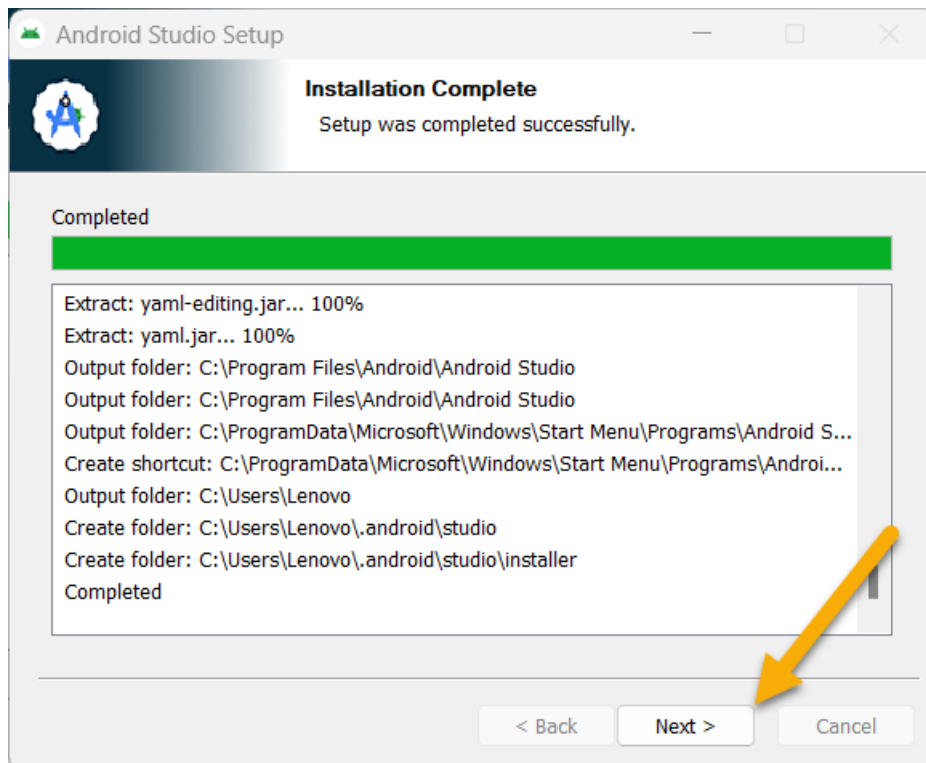 Android Studio Setup
Installation Complete
Setup was completed successfully.
Completed
Extract: yaml-editing.jar... 100%
Extract: yaml.jar... 100%
Output folder: C:\Program Files\Android\Android Studio
Output folder: C:\Program Files\Android\Android Studio
Output folder: C:\ProgramData\Microsoft\Windows\Start Menu\Programs\Android S...
Create shortcut: C:\ProgramData\Microsoft\Windows\Start Menu\Programs\Androi...
Output folder: C:\Users\Lenovo
Create folder: C:\Users\Lenovo\.android\studio
Create folder: C:\Users\Lenovo\.android\studio\installer
Completed
< Back Next > Cancel